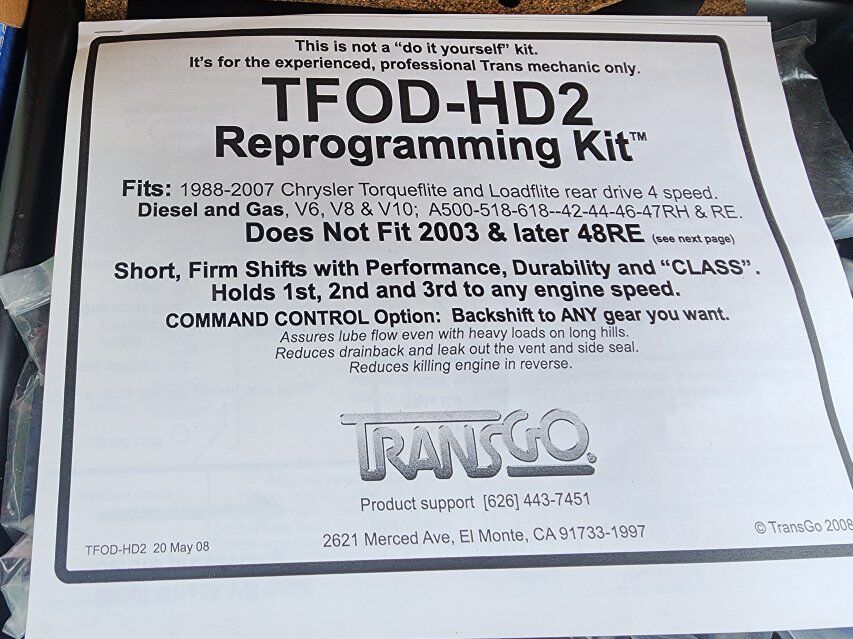 This is not a "do it yourself" kit.
It's for the experienced, professional Trans mechanic only.
TFOD-HD2
Reprogramming Kit™
Fits: 1988-2007 Chrysler Torqueflite and Loadflite rear drive 4 speed.
Diesel and Gas, V6, V8 & V10; A500-518-618--42-44-46-47RH & RE.
Does Not Fit 2003 & later 48RE (see next page)
Short, Firm Shifts with Performance, Durability and "CLASS".
Holds 1st, 2nd and 3rd to any engine speed.
COMMAND CONTROL Option: Backshift to ANY gear you want.
Assures lube flow even with heavy loads on long hills.
Reduces drainback and leak out the vent and side seal.
Reduces killing engine in reverse.
TRANSGO
Product support [626] 443-7451
2621 Merced Ave, El Monte, CA 91733-1997
TFOD-HD2 20 May 08
© TransGo 2008